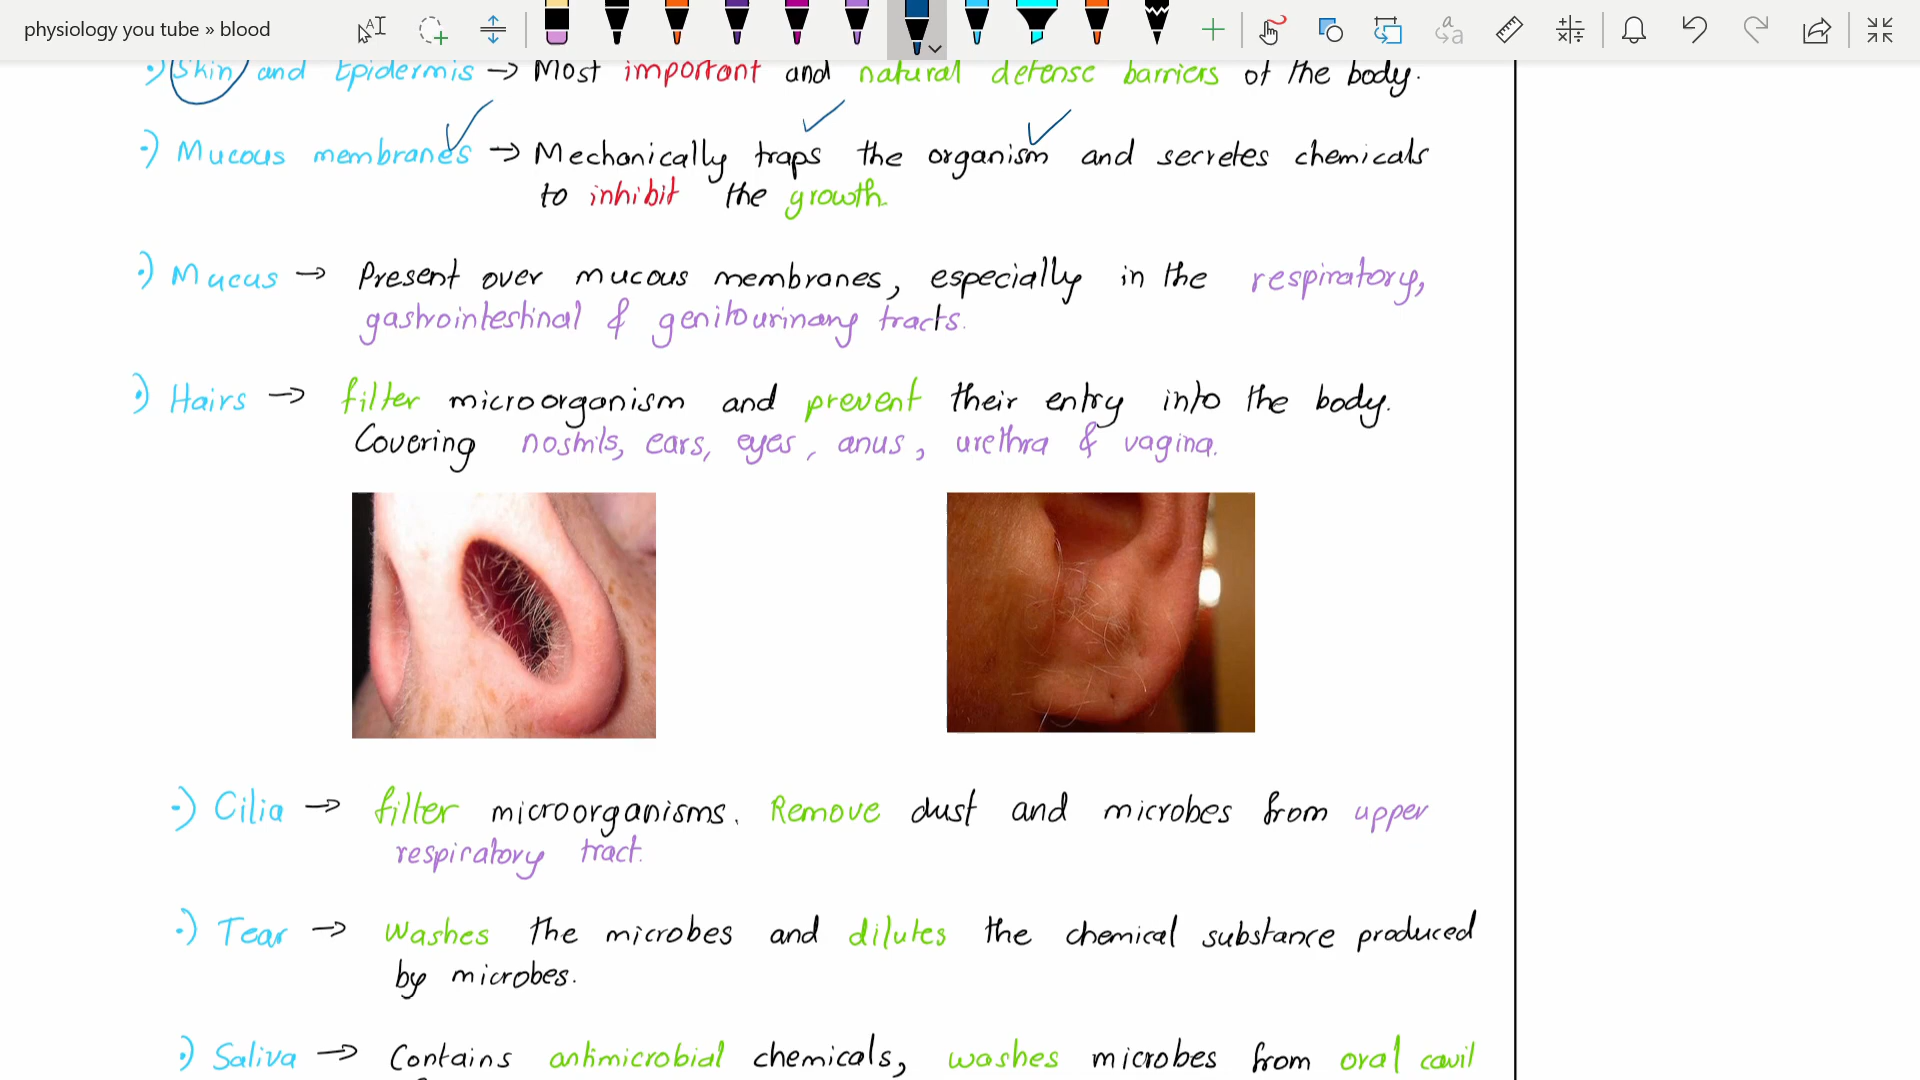 physiology you tube » blood
·) Skin and Epidermis → Most important and natural defense barriers of the body.
·) Mucous membranes → Mechanically traps the organism and secretes chemicals
to inhibit the growth.
·) Mucus → Present over mucous membranes, especially in the respiratory,
gastrointestinal & genitourinary tracts.
·) Hairs → filter microorganism and prevent their entry into the body.
Covering nostrils, ears, eyes, anus, urethra & vagina.
·) Cilia → filter microorganisms. Remove dust and microbes from upper
respiratory tract.
·) Tear → Washes the microbes and dilutes the chemical substance produced
by microbes.
·) Saliva → Contains antimicrobial chemicals, washes microbes from oral cavit